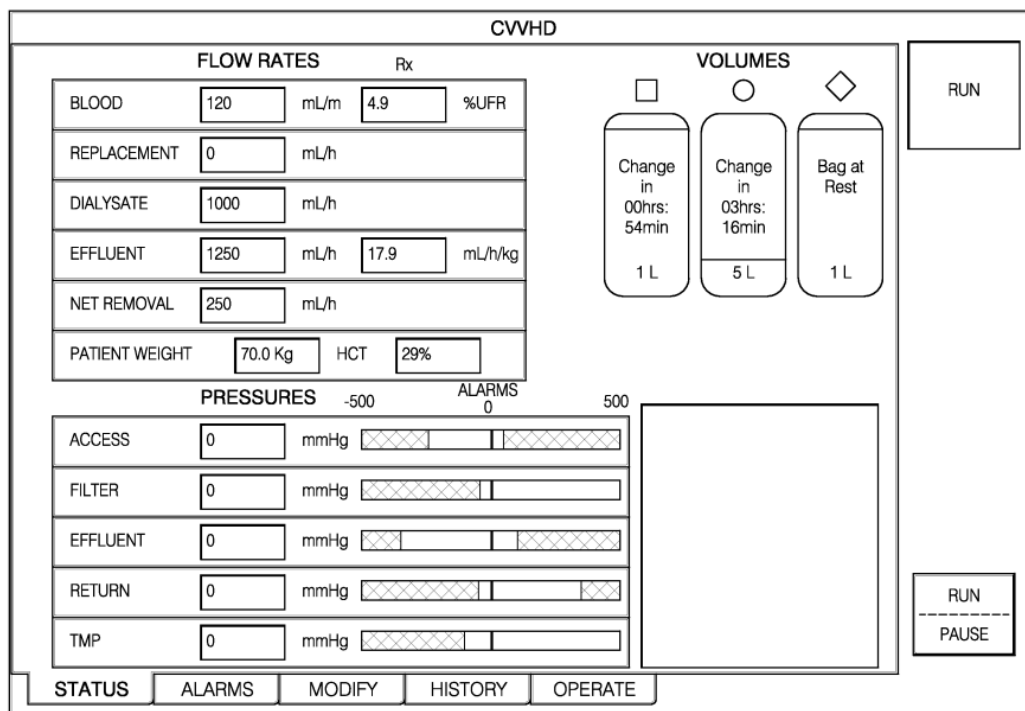 CVVHD
FLOW RATES Rx
BLOOD 120 mL/m 4.9 %UFR
REPLACEMENT 0 mL/h
DIALYSATE 1000 mL/h
EFFLUENT 1250 mL/h 17.9 mL/h/kg
NET REMOVAL 250 mL/h
PATIENT WEIGHT 70.0 Kg HCT 29%
VOLUMES
Change
in
00hrs:
54min
1 L
Change
in
03hrs:
16min
5 L
Bag at
Rest
1 L
RUN
PRESSURES -500 ALARMS 0 500
ACCESS 0 mmHg
FILTER 0 mmHg
EFFLUENT 0 mmHg
RETURN 0 mmHg
TMP 0 mmHg
RUN
PAUSE
STATUS ALARMS MODIFY HISTORY OPERATE